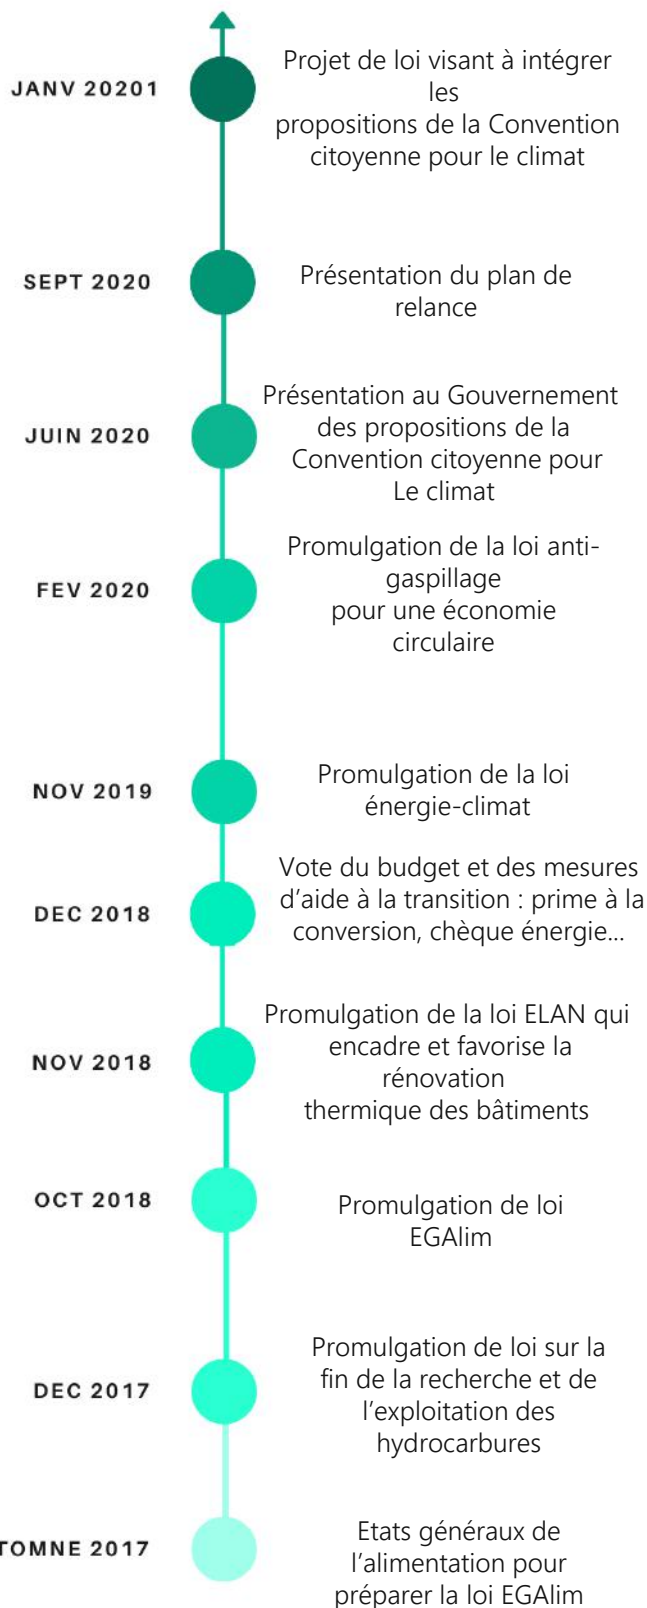 JANV 20201
Projet de loi visant à intégrer
les
propositions de la Convention
citoyenne pour le climat
SEPT 2020
Présentation du plan de
relance
JUIN 2020
Présentation au Gouvernement
des propositions de la
Convention citoyenne pour
Le climat
FEV 2020
Promulgation de la loi anti-
gaspillage
pour une économie
circulaire
NOV 2019
Promulgation de la loi
énergie-climat
DEC 2018
Vote du budget et des mesures
d’aide à la transition : prime à la
conversion, chèque énergie...
NOV 2018
Promulgation de la loi ELAN qui
encadre et favorise la
rénovation
thermique des bâtiments
OCT 2018
Promulgation de loi
EGAlim
DEC 2017
Promulgation de loi sur la
fin de la recherche et de
l’exploitation des
hydrocarbures
TOMNE 2017
Etats généraux de
l’alimentation pour
préparer la loi EGAlim